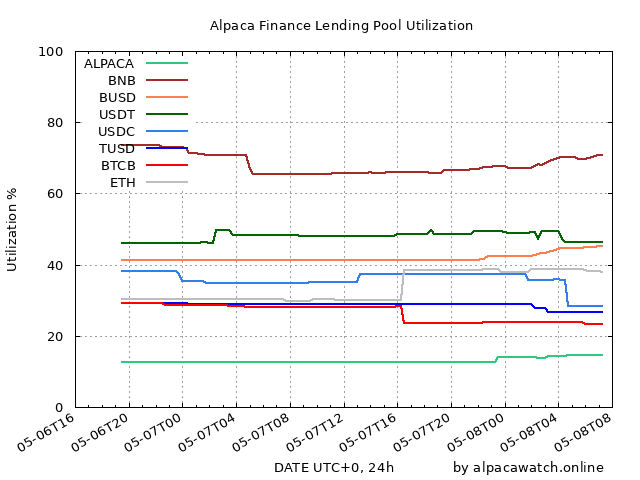 Alpaca Finance Lending Pool Utilization
100
80
60
40
20
0
Utilization %
ALPACA
BNB
BUSD
USDT
USDC
TUSD
BTCB
ETH
05-06T16
05-06T20
05-07T00
05-07T04
05-07T08
05-07T12
05-07T16
05-07T20
05-08T00
05-08T04
05-08T08
DATE UTC+0, 24h
by alpacawatch.online